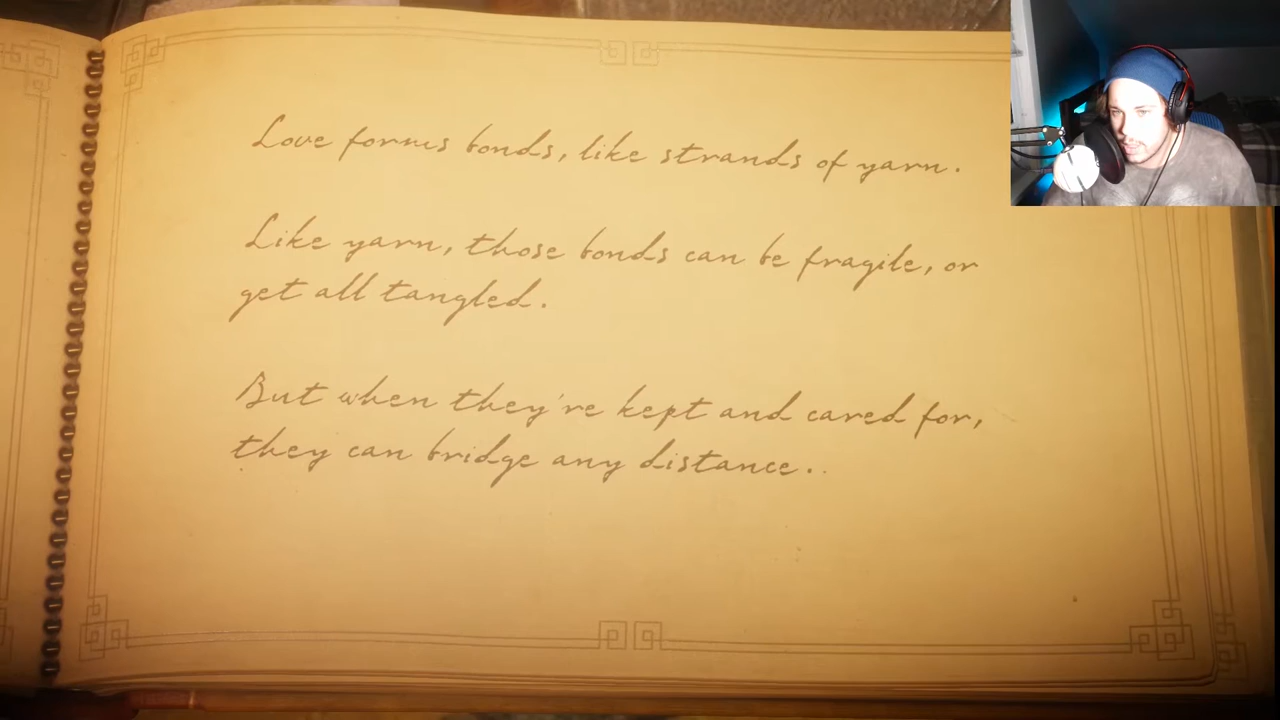 Love forms bonds, like strands of yarn.
Like yarn, those bonds can be fragile, or
get all tangled.
But when they're kept and cared for,
they can bridge any distance..